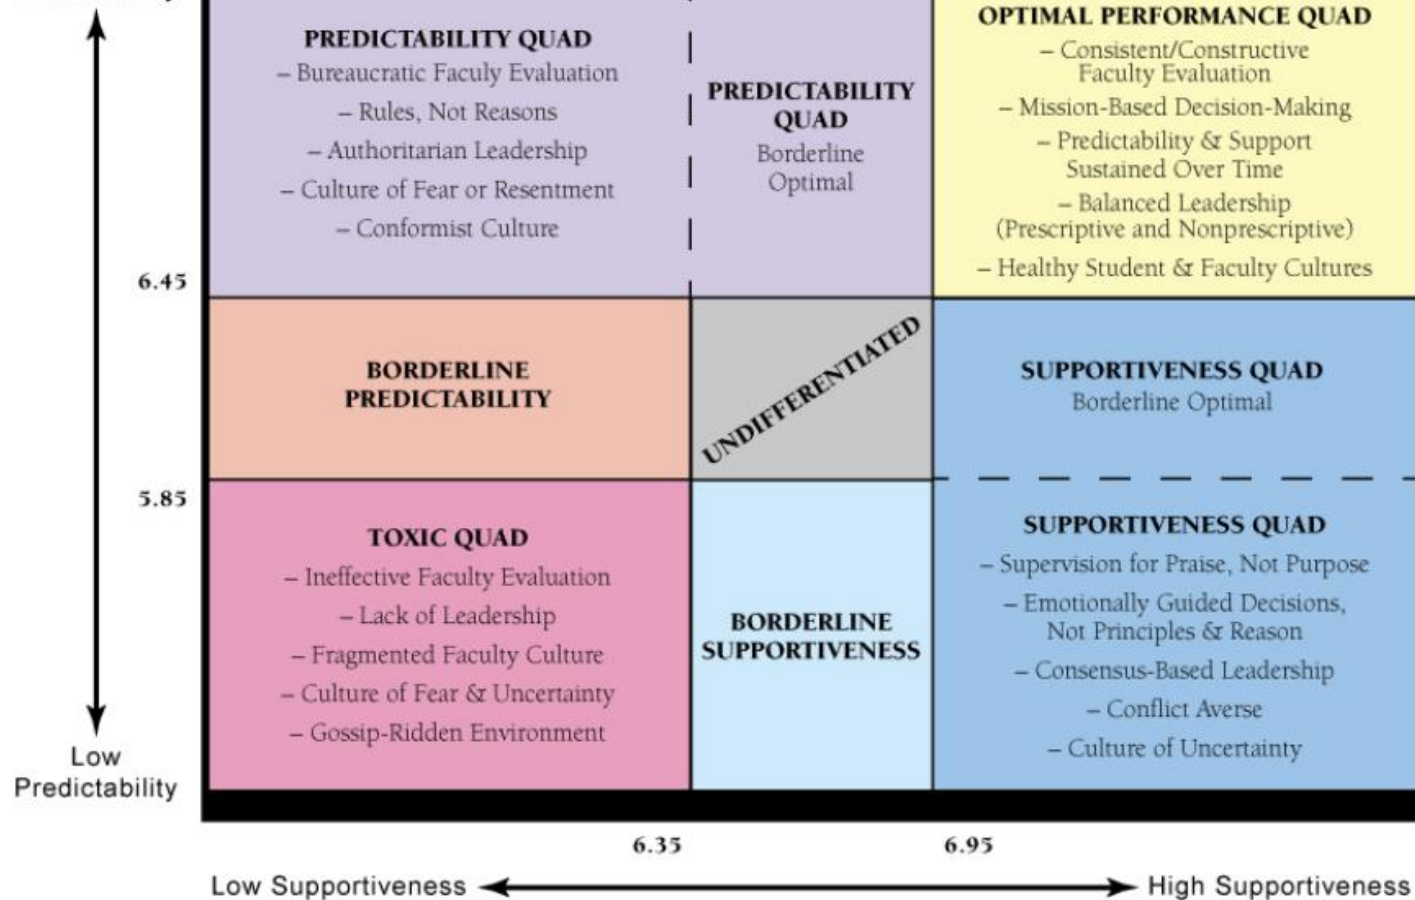 PREDICTABILITY QUAD
– Bureaucratic Faculy Evaluation
– Rules, Not Reasons
– Authoritarian Leadership
– Culture of Fear or Resentment
– Conformist Culture
PREDICTABILITY
QUAD
Borderline
Optimal
OPTIMAL PERFORMANCE QUAD
– Consistent/Constructive
Faculty Evaluation
– Mission-Based Decision-Making
– Predictability & Support
Sustained Over Time
– Balanced Leadership
(Prescriptive and Nonprescriptive)
– Healthy Student & Faculty Cultures
6.45
BORDERLINE
PREDICTABILITY
UNDIFFERENTIATED
SUPPORTIVENESS QUAD
Borderline Optimal
5.85
TOXIC QUAD
– Ineffective Faculty Evaluation
– Lack of Leadership
– Fragmented Faculty Culture
– Culture of Fear & Uncertainty
– Gossip-Ridden Environment
BORDERLINE
SUPPORTIVENESS
SUPPORTIVENESS QUAD
– Supervision for Praise, Not Purpose
– Emotionally Guided Decisions,
Not Principles & Reason
– Consensus-Based Leadership
– Conflict Averse
– Culture of Uncertainty
Low
Predictability
6.35
6.95
Low Supportiveness
High Supportiveness